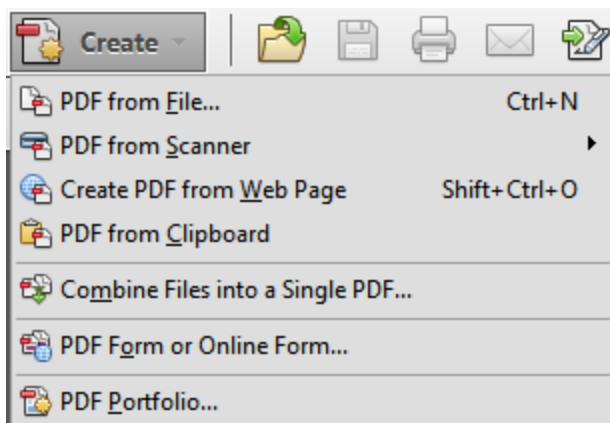 Create
PDF from File... Ctrl+N
PDF from Scanner
Create PDF from Web Page Shift+Ctrl+O
PDF from Clipboard
Combine Files into a Single PDF...
PDF Form or Online Form...
PDF Portfolio...